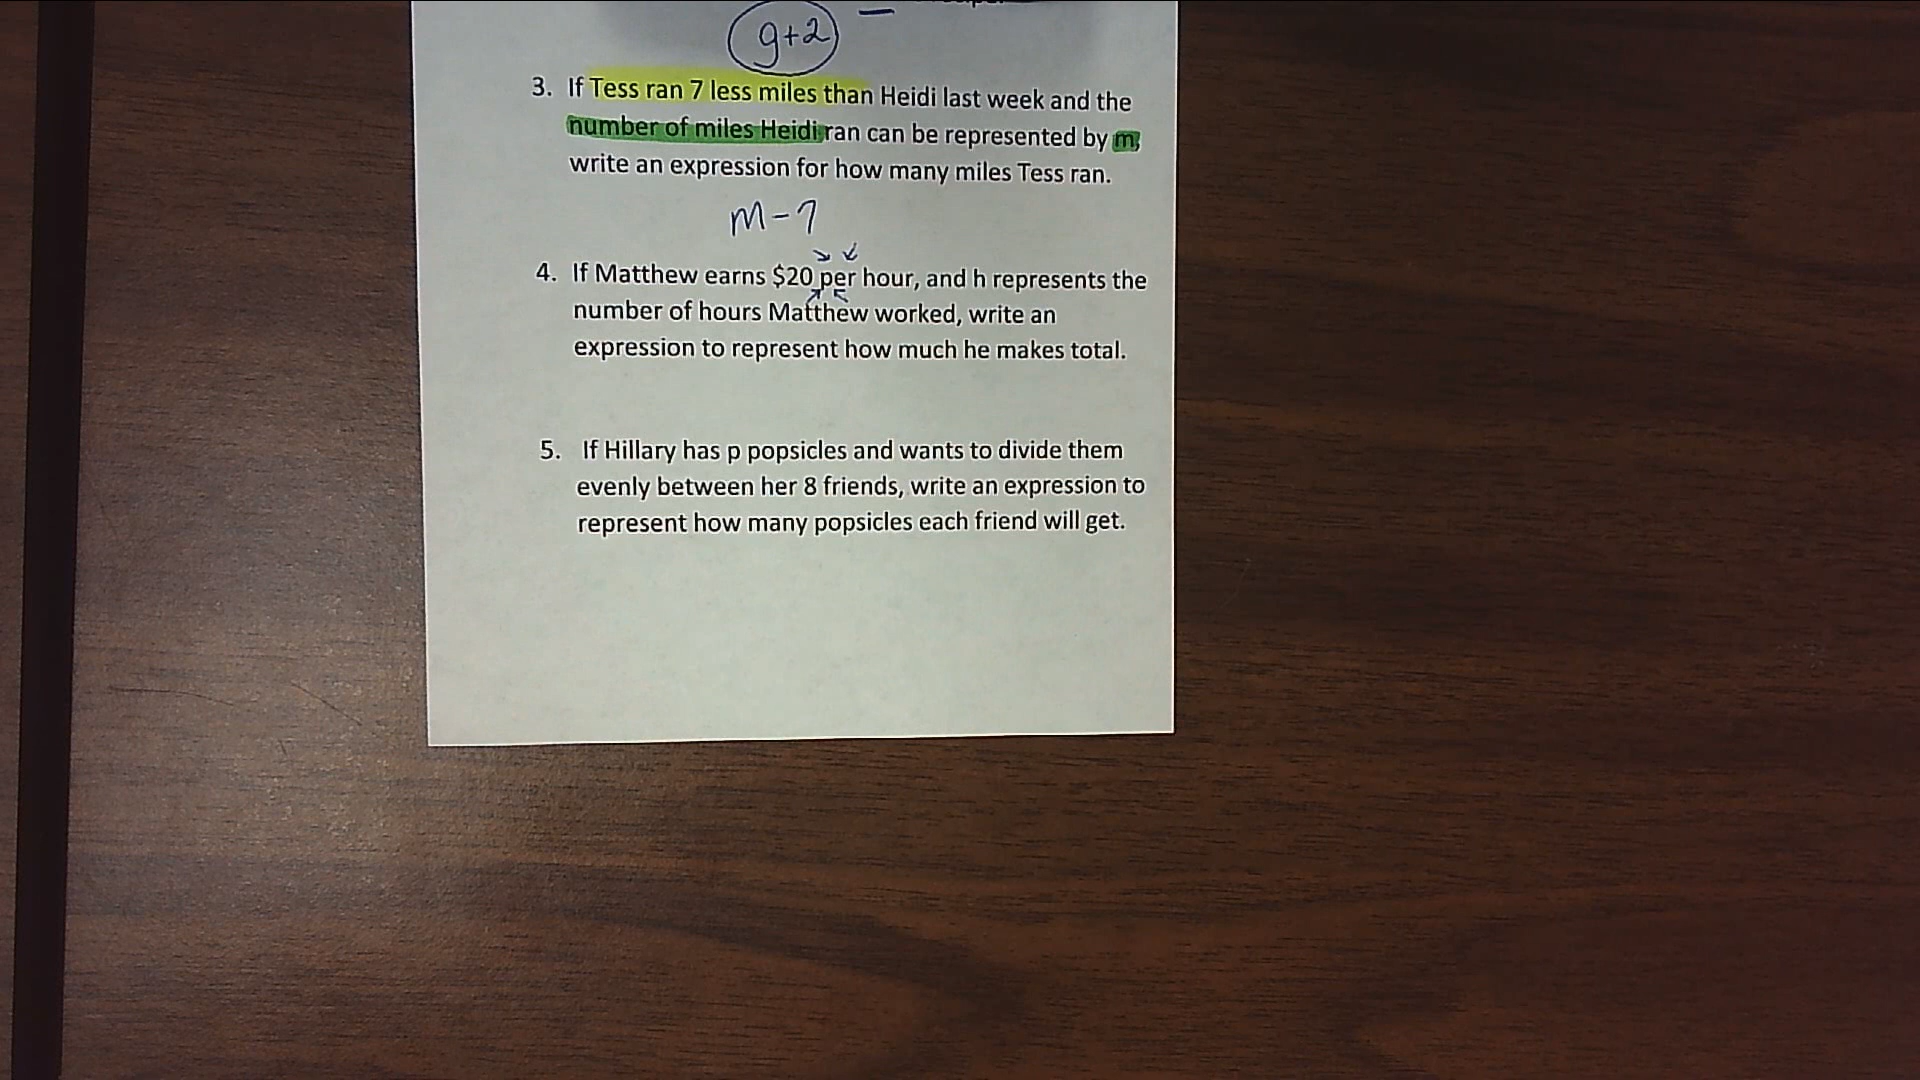 g+2
3. If Tess ran 7 less miles than Heidi last week and the
number of miles Heidi ran can be represented by m,
write an expression for how many miles Tess ran.
m-7
4. If Matthew earns $20 per hour, and h represents the
number of hours Matthew worked, write an
expression to represent how much he makes total.
5. If Hillary has p popsicles and wants to divide them
evenly between her 8 friends, write an expression to
represent how many popsicles each friend will get.